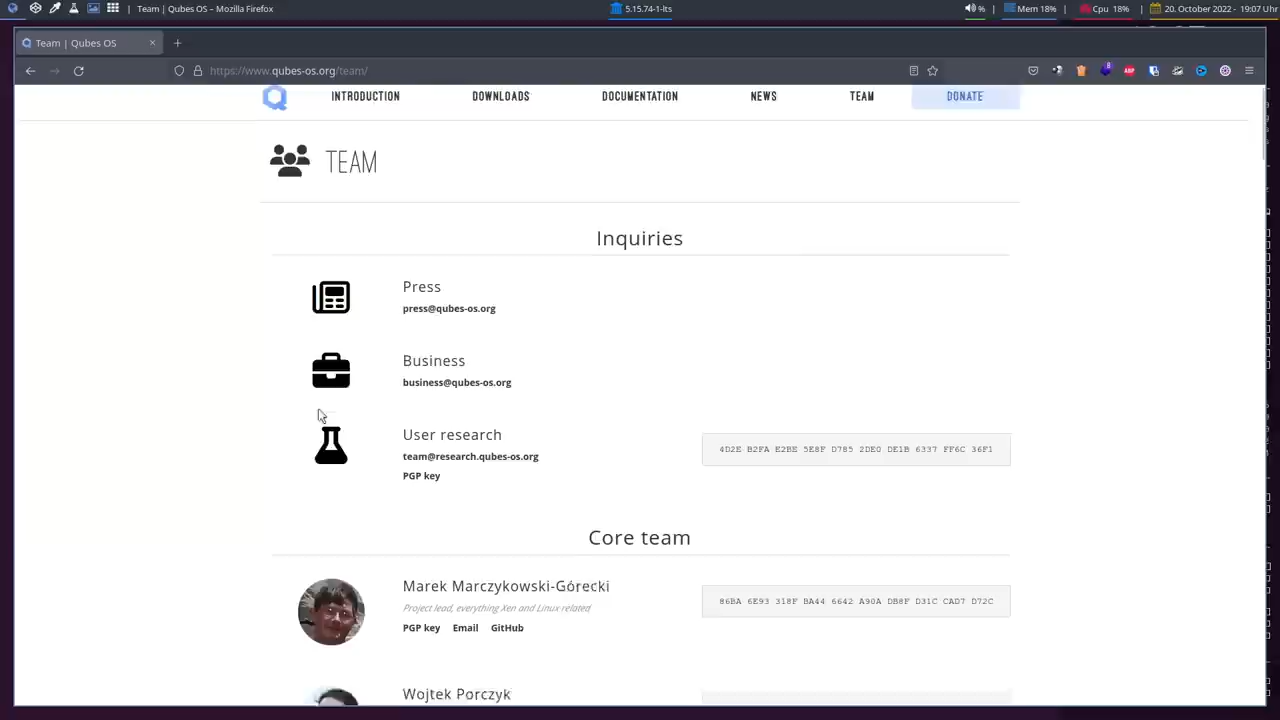 Team | Qubes OS – Mozilla Firefox
5.15.74-1-lts
%
Mem 18%
Cpu 18%
20. October 2022 - 19:07 Uhr
Team | Qubes OS
https://www.qubes-os.org/team/
INTRODUCTION
DOWNLOADS
DOCUMENTATION
NEWS
TEAM
DONATE
TEAM
Inquiries
Press
press@qubes-os.org
Business
business@qubes-os.org
User research
team@research.qubes-os.org
4D2E B2FA E2BE 5E8F D785 2DE0 DE1B 6337 FF6C 36F1
PGP key
Core team
Marek Marczykowski-Górecki
Project lead, everything Xen and Linux related
86BA 6E93 318F BA44 6642 A90A DB8F D31C CAD7 D72C
PGP key Email GitHub
Wojtek Porczyk